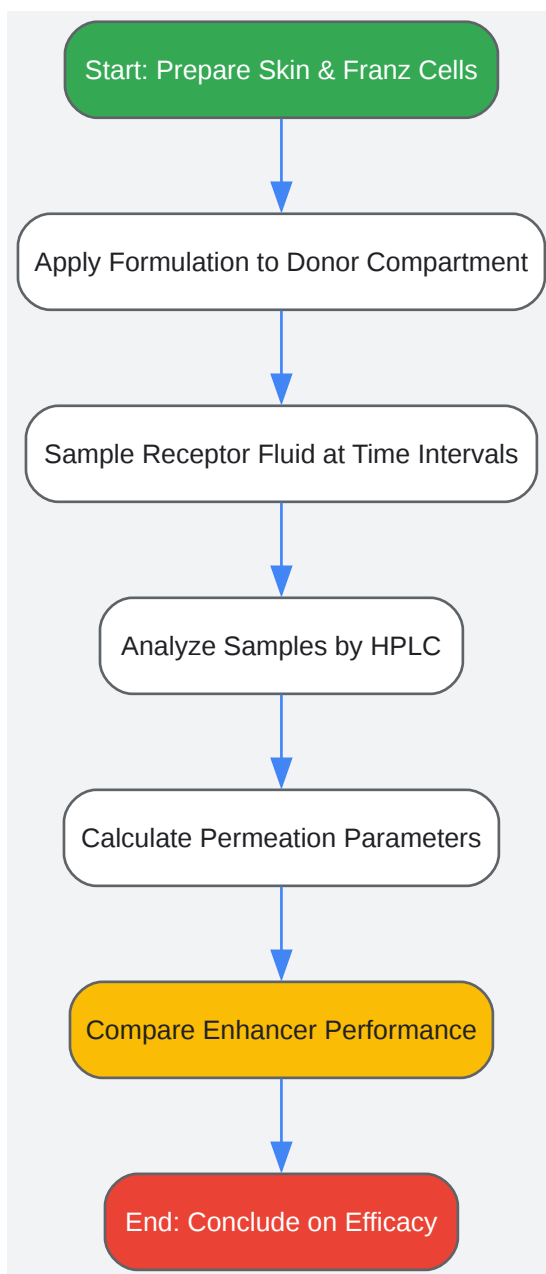 Start: Prepare Skin & Franz Cells
Apply Formulation to Donor Compartment
Sample Receptor Fluid at Time Intervals
Analyze Samples by HPLC
Calculate Permeation Parameters
Compare Enhancer Performance
End: Conclude on Efficacy